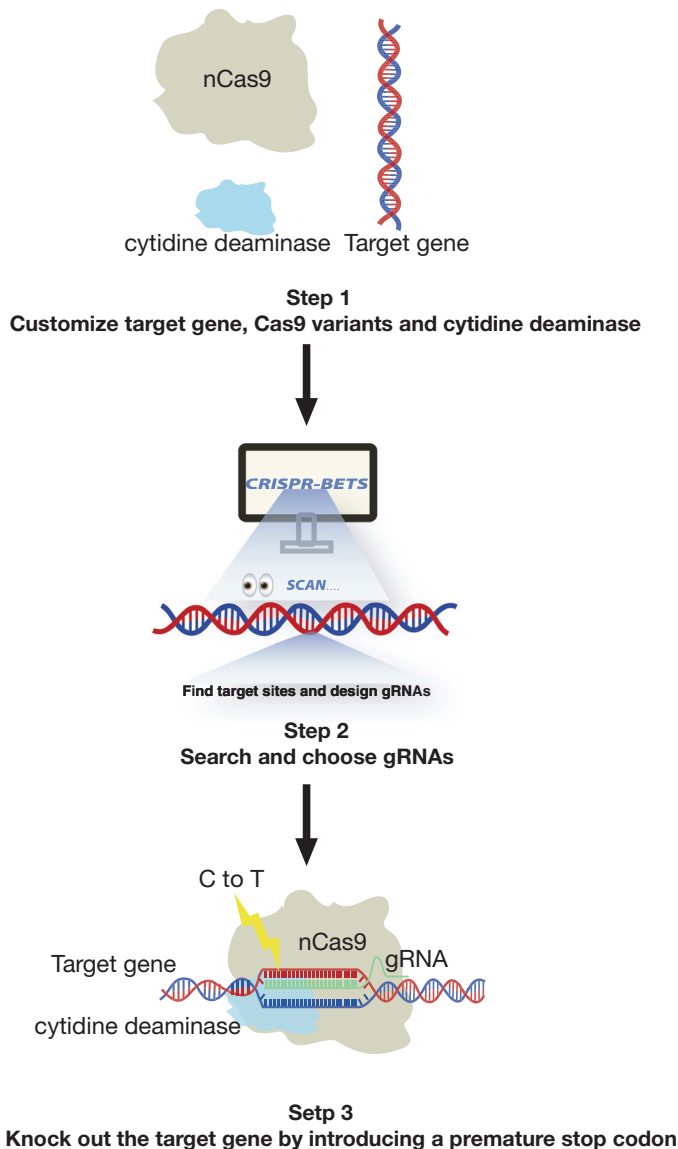 nCas9
cytidine deaminase Target gene
Step 1
Customize target gene, Cas9 variants and cytidine deaminase
CRISPR-BETS
SCAN....
Find target sites and design gRNAs
Step 2
Search and choose gRNAs
C to T
nCas9
gRNA
Target gene
cytidine deaminase
Setp 3
Knock out the target gene by introducing a premature stop codon